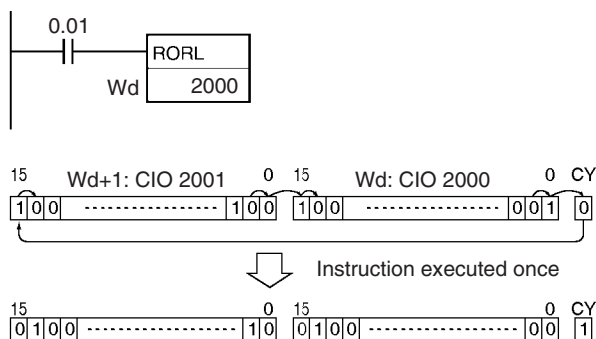 0.01
RORL
Wd 2000
15 Wd+1: CIO 2001 0 15 Wd: CIO 2000 0 CY
1 0 0 ---------------- 1 0 0 1 0 0 ---------------- 0 0 1 0
Instruction executed once
15 0 15 0 CY
0 1 0 0 ---------------- 1 0 0 1 0 0 ---------------- 0 0 1